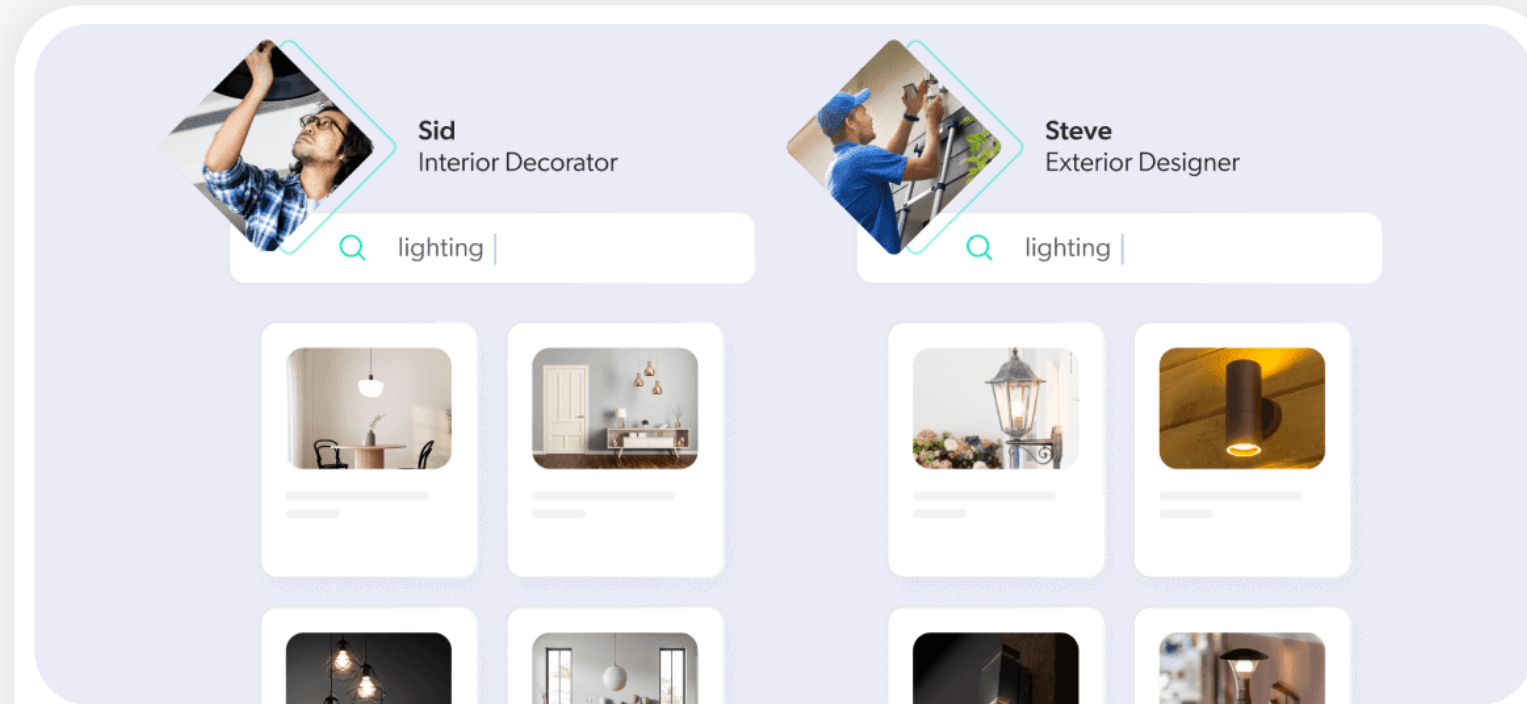 Sid
Interior Decorator
lighting
Steve
Exterior Designer
lighting